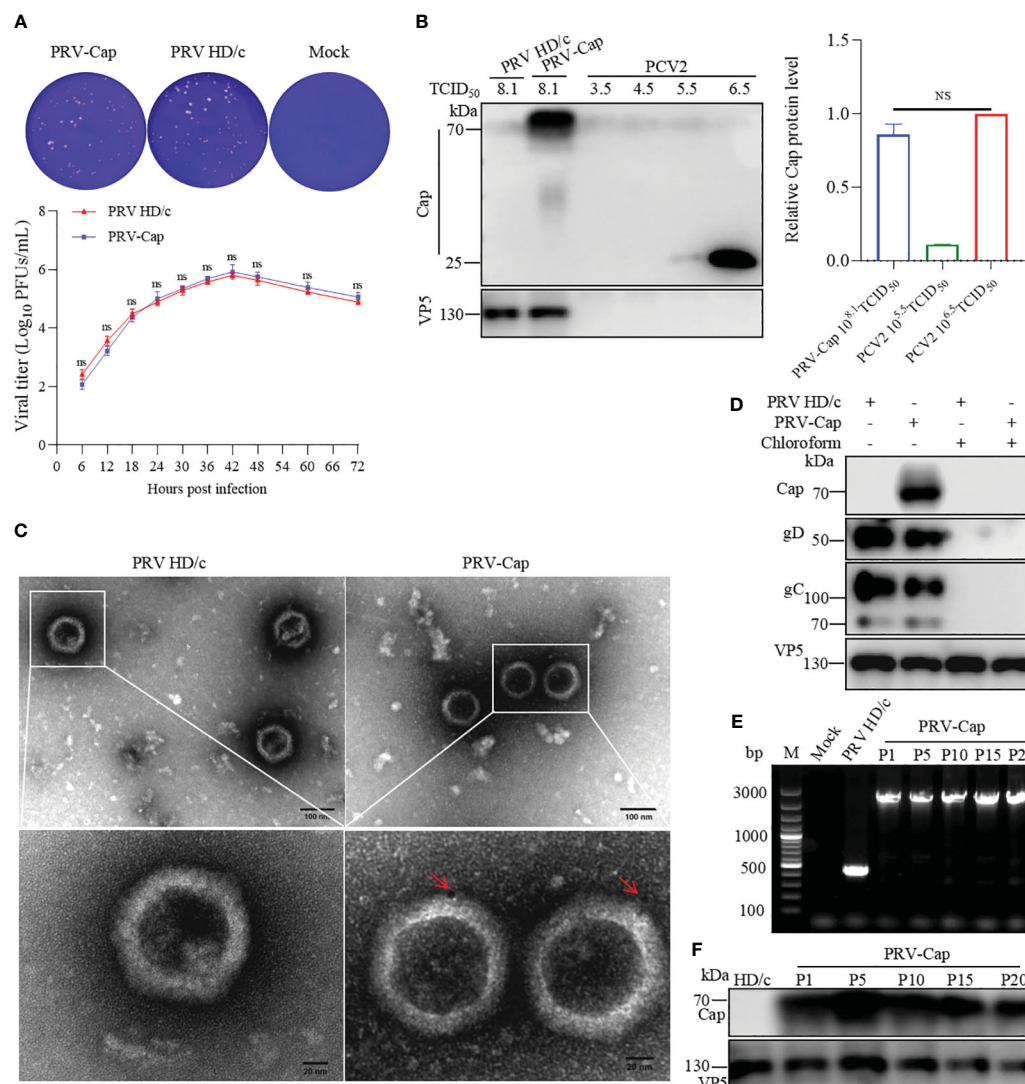 A
PRV-Cap PRV HD/c Mock
PRV HD/c
PRV-Cap
Viral titer (Log10 PFUs/mL)
8
6
4
2
0
ns ns ns ns ns ns ns ns ns ns
0 6 12 18 24 30 36 42 48 54 60 66 72
Hours post infection
B
PRV HD/c
PRV-Cap
PCV2
TCID50 8.1 8.1 3.5 4.5 5.5 6.5
kDa
70
Cap
25
VP5 130
Relative Cap protein level
1.5
1.0
0.5
0.0
NS
PRV-Cap 10^8.1TCID50
PCV2 10^5.5TCID50
PCV2 10^6.5TCID50
C
PRV HD/c PRV-Cap
100 nm 100 nm
20 nm 20 nm
D
PRV HD/c + - + -
PRV-Cap - + - +
Chloroform - - + +
kDa
Cap 70
gD 50
gC 100
70
VP5 130
E
PRV-Cap
bp M Mock PRV HD/c P1 P5 P10 P15
3000
1000
500
100
F
PRV-Cap
kDa HD/c P1 P5 P10 P15 P20
70
Cap
130
VP5